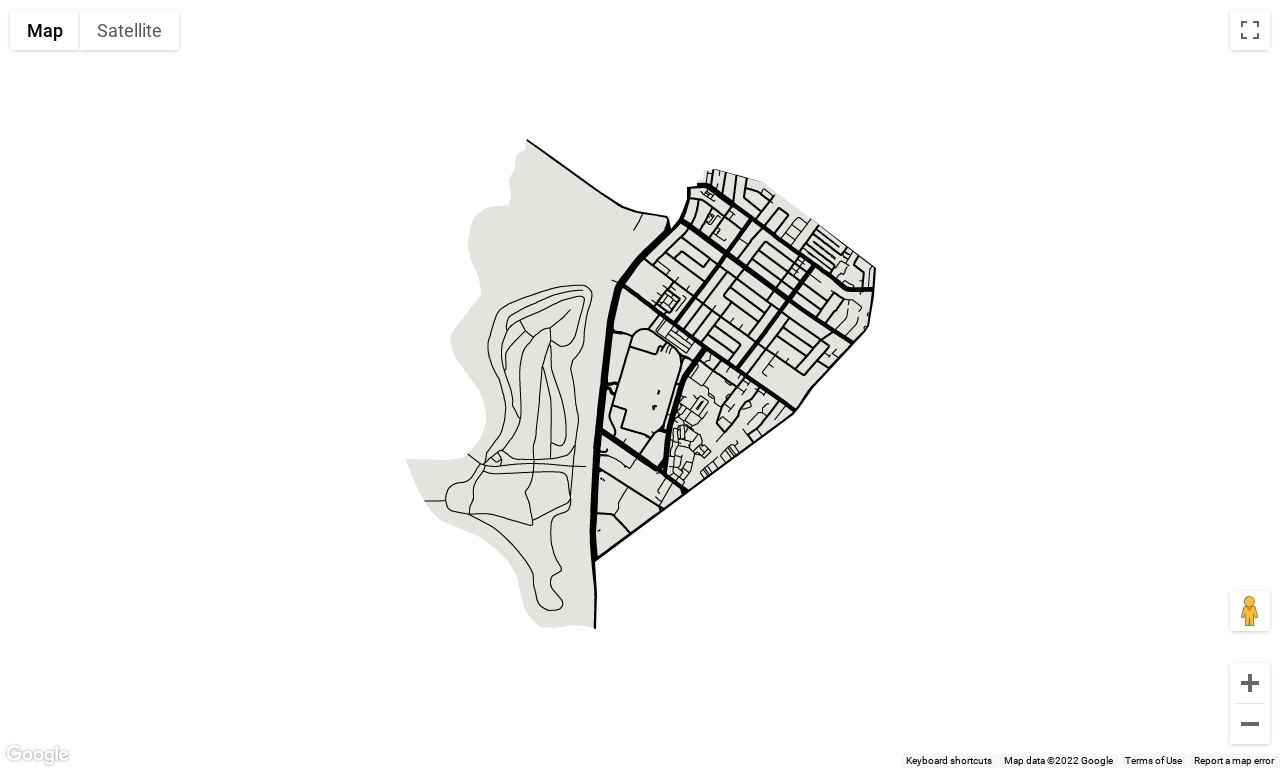 Map
Satellite
Google
Keyboard shortcuts
Map data ©2022 Google
Terms of Use
Report a map error